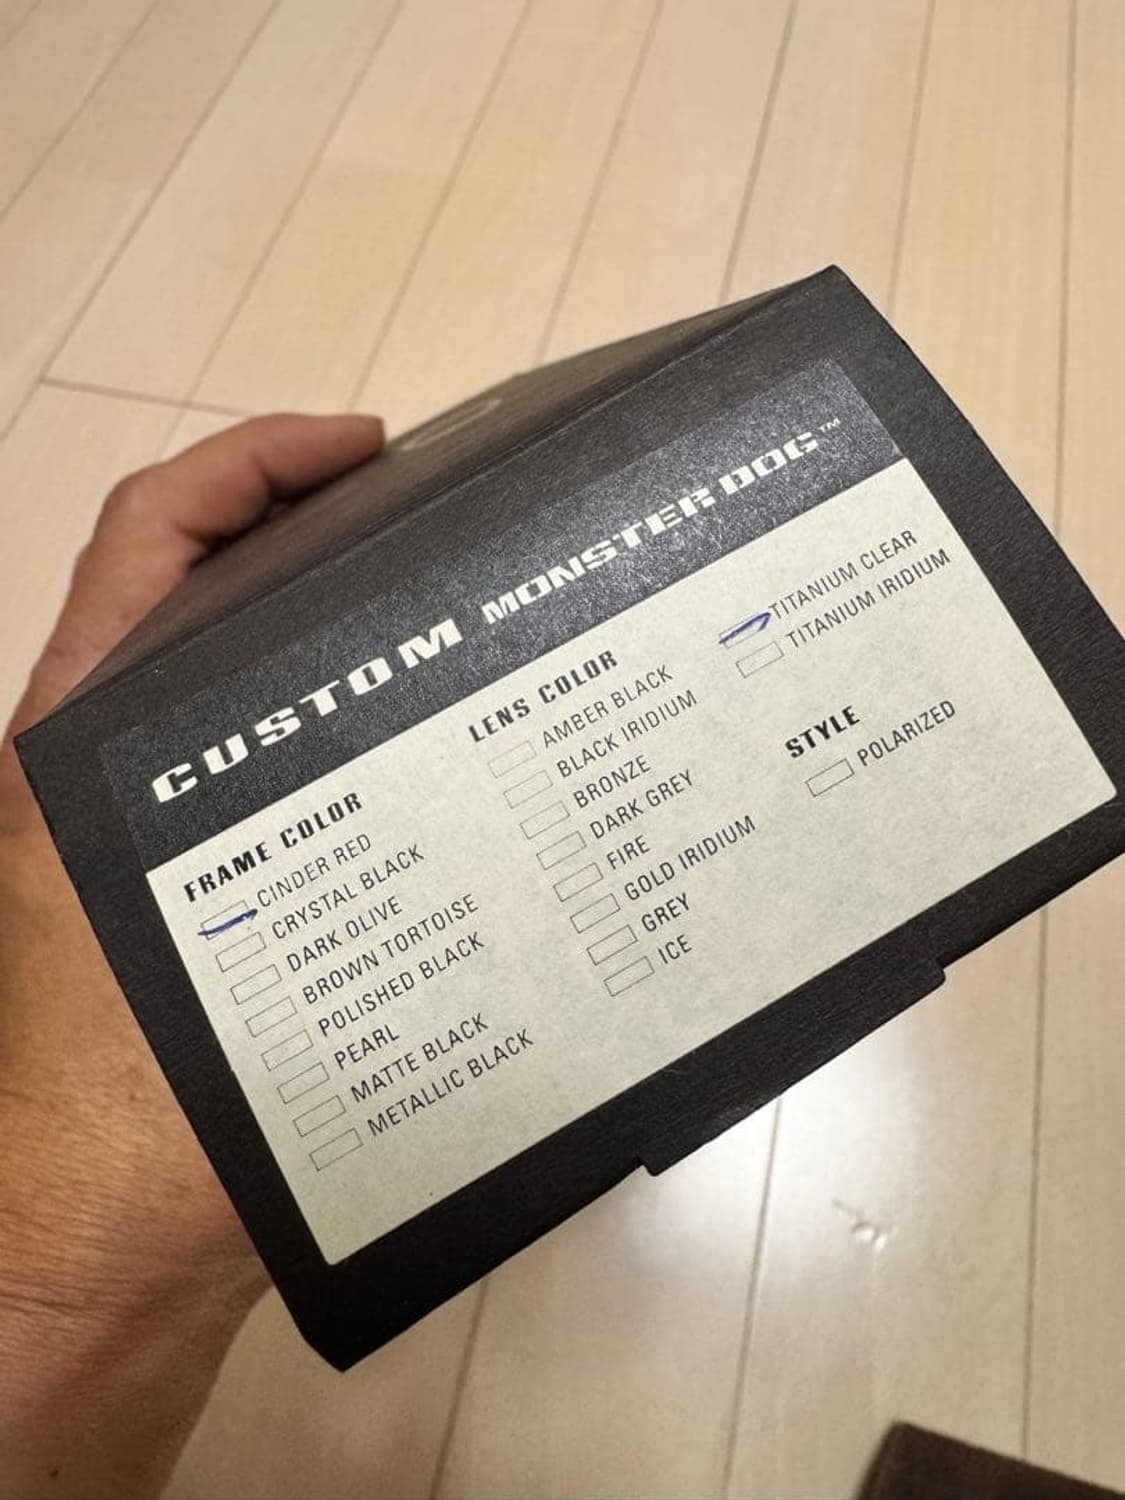 CUSTOM MONSTER DOG™
FRAME COLOR
CINDER RED
CRYSTAL BLACK
DARK OLIVE
BROWN TORTOISE
POLISHED BLACK
PEARL
MATTE BLACK
METALLIC BLACK
LENS COLOR
AMBER BLACK
BLACK IRIDIUM
BRONZE
DARK GREY
FIRE
GOLD IRIDIUM
GREY
ICE
TITANIUM CLEAR
TITANIUM IRIDIUM
STYLE
POLARIZED